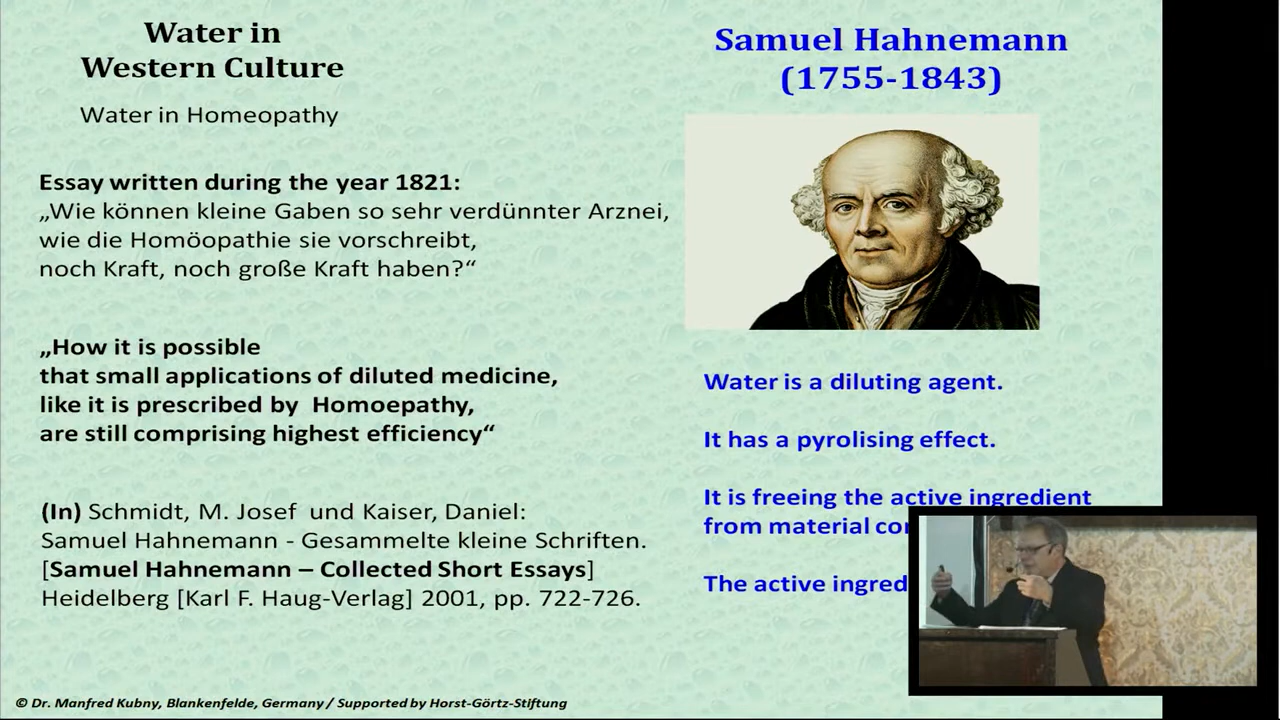 Water in
Western Culture
Water in Homeopathy
Essay written during the year 1821:
„Wie können kleine Gaben so sehr verdünnter Arznei,
wie die Homöopathie sie vorschreibt,
noch Kraft, noch große Kraft haben?“
„How it is possible
that small applications of diluted medicine,
like it is prescribed by Homoepathy,
are still comprising highest efficiency“
(In) Schmidt, M. Josef und Kaiser, Daniel:
Samuel Hahnemann - Gesammelte kleine Schriften.
[Samuel Hahnemann – Collected Short Essays]
Heidelberg [Karl F. Haug-Verlag] 2001, pp. 722-726.
Samuel Hahnemann
(1755-1843)
Water is a diluting agent.
It has a pyrolising effect.
It is freeing the active ingredient
from material
The active
© Dr. Manfred Kubny, Blankenfelde, Germany / Supported by Horst-Görtz-Stiftung